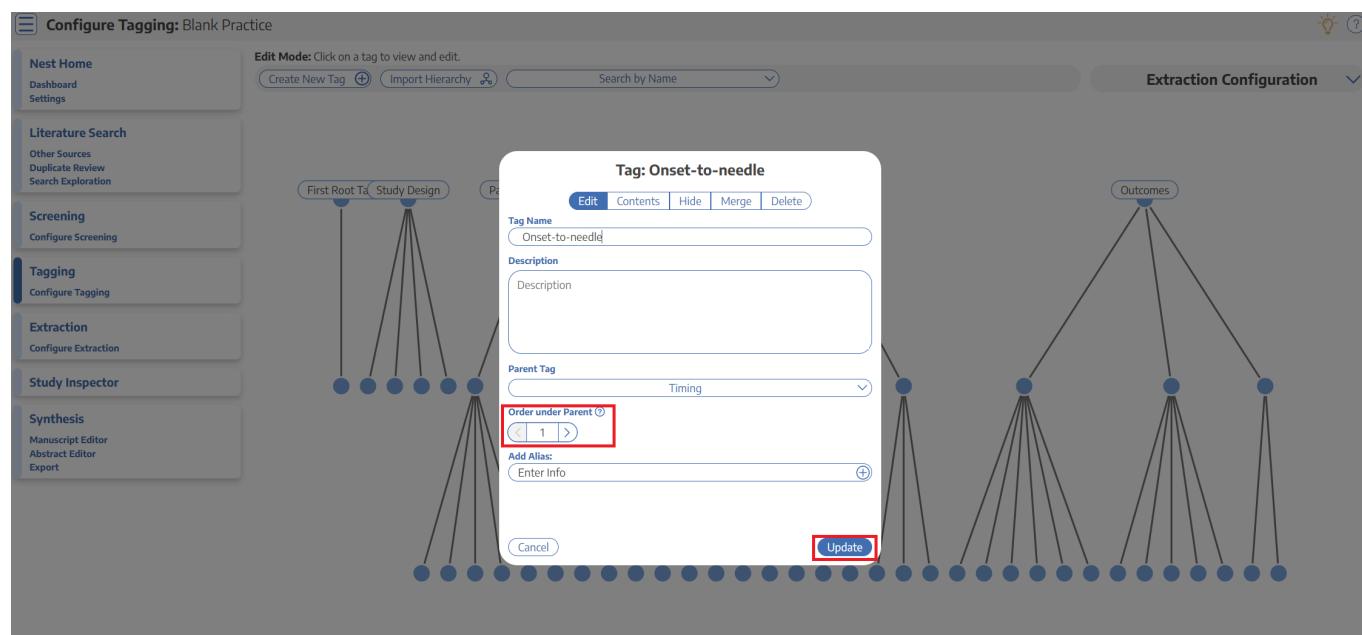 Configure Tagging: Blank Practice
Nest Home
Dashboard
Settings
Literature Search
Other Sources
Duplicate Review
Search Exploration
Screening
Configure Screening
Tagging
Configure Tagging
Extraction
Configure Extraction
Study Inspector
Synthesis
Manuscript Editor
Abstract Editor
Export
Edit Mode: Click on a tag to view and edit.
Create New Tag
Import Hierarchy
Search by Name
Extraction Configuration
First Root Ta
Study Design
Pa
Outcomes
Tag: Onset-to-needle
Edit Contents Hide Merge Delete
Tag Name
Onset-to-needle
Description
Description
Parent Tag
Timing
Order under Parent ?
< 1 >
Add Alias:
Enter Info
Cancel
Update